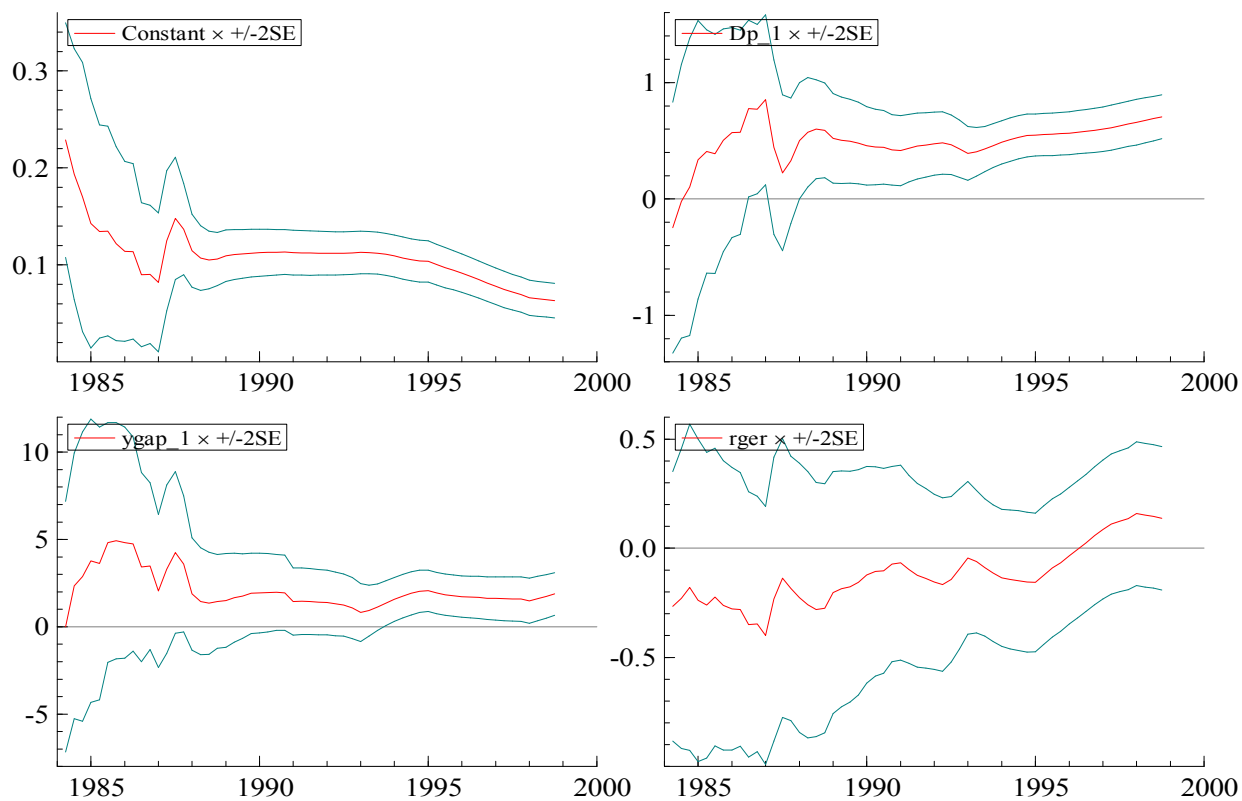 Constant × +/-2SE
0.3
0.2
0.1
1985 1990 1995 2000
Dp_1 × +/-2SE
1
0
-1
1985 1990 1995 2000
ygap_1 × +/-2SE
10
5
0
-5
1985 1990 1995 2000
rger × +/-2SE
0.5
0.0
-0.5
1985 1990 1995 2000